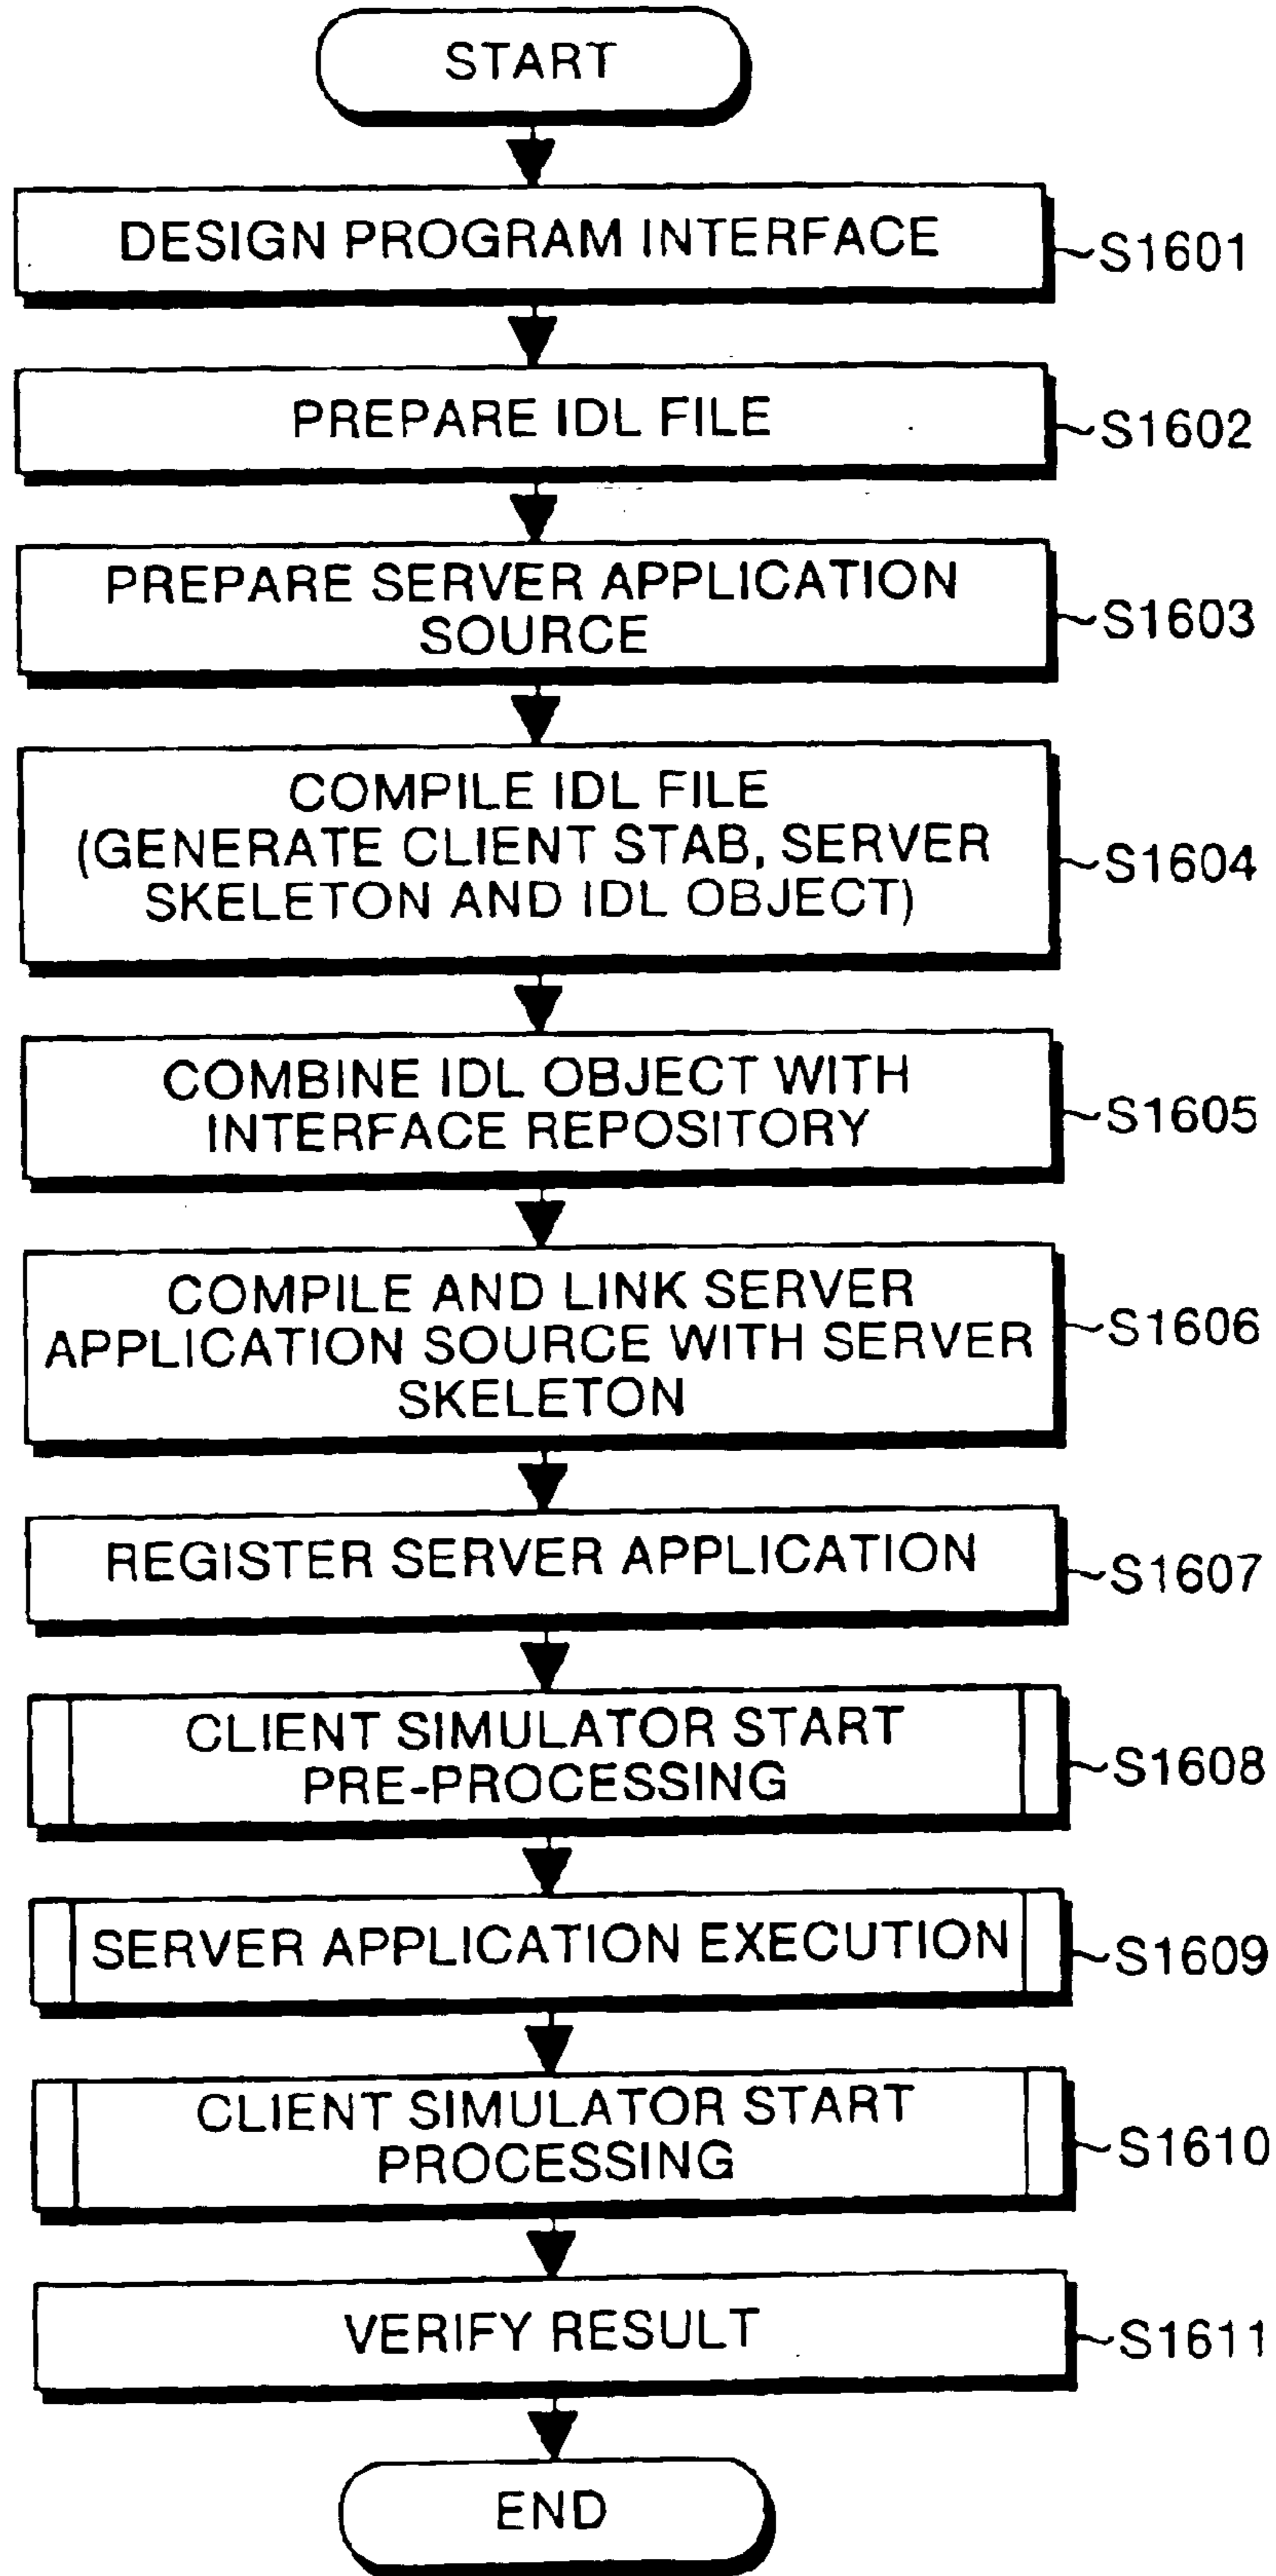 START
DESIGN PROGRAM INTERFACE
S1601
PREPARE IDL FILE
S1602
PREPARE SERVER APPLICATION
SOURCE
S1603
COMPILE IDL FILE
(GENERATE CLIENT STAB, SERVER
SKELETON AND IDL OBJECT)
S1604
COMBINE IDL OBJECT WITH
INTERFACE REPOSITORY
S1605
COMPILE AND LINK SERVER
APPLICATION SOURCE WITH SERVER
SKELETON
S1606
REGISTER SERVER APPLICATION
S1607
CLIENT SIMULATOR START
PRE-PROCESSING
S1608
SERVER APPLICATION EXECUTION
S1609
CLIENT SIMULATOR START
PROCESSING
S1610
VERIFY RESULT
S1611
END